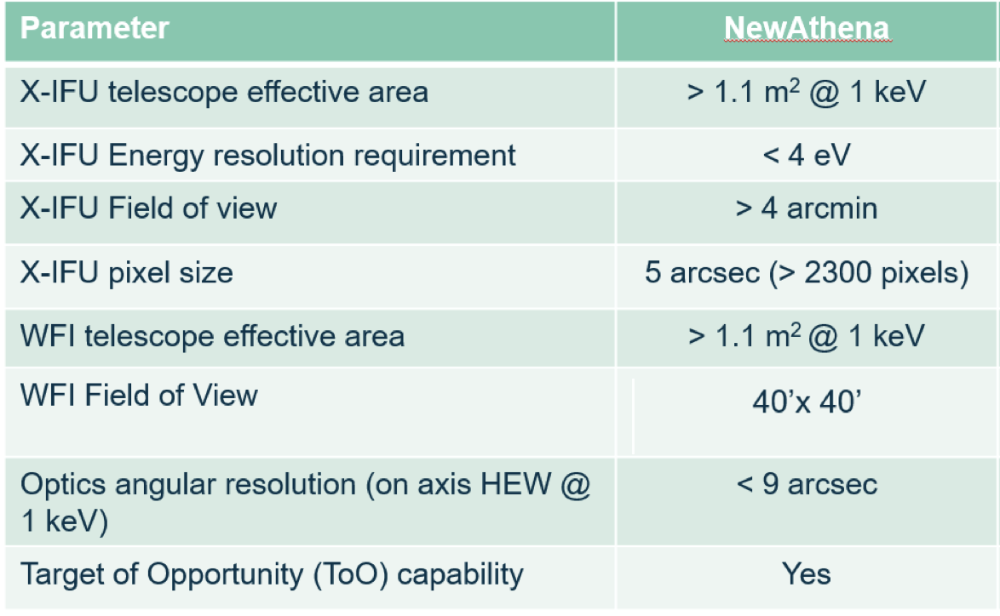 Parameter NewAthena
X-IFU telescope effective area > 1.1 m² @ 1 keV
X-IFU Energy resolution requirement < 4 eV
X-IFU Field of view > 4 arcmin
X-IFU pixel size 5 arcsec (> 2300 pixels)
WFI telescope effective area > 1.1 m² @ 1 keV
WFI Field of View 40’x 40’
Optics angular resolution (on axis HEW @ < 9 arcsec
1 keV)
Target of Opportunity (ToO) capability Yes